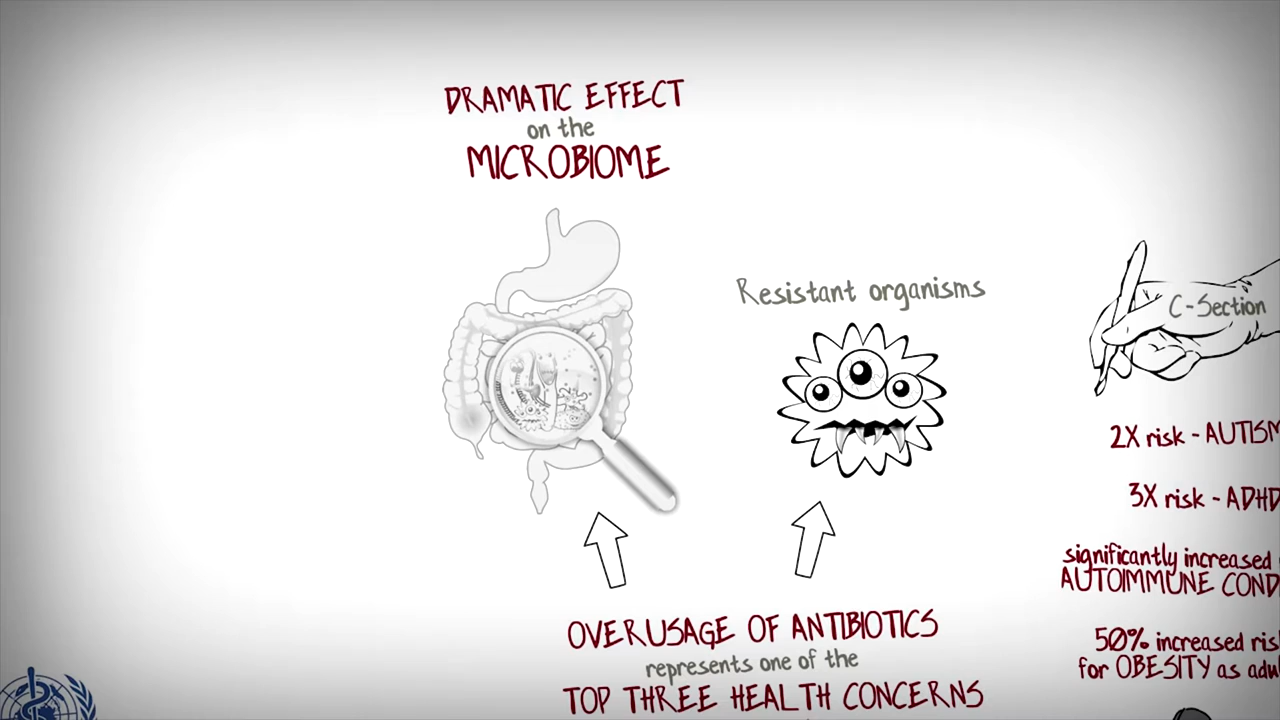 DRAMATIC EFFECT
on the
MICROBIOME
Resistant organisms
OVERUSAGE OF ANTIBIOTICS
represents one of the
TOP THREE HEALTH CONCERNS
C-Section
2X risk - AUTISM
3X risk - ADHD
significantly increased
AUTOIMMUNE
50% increased
for OBESITY as